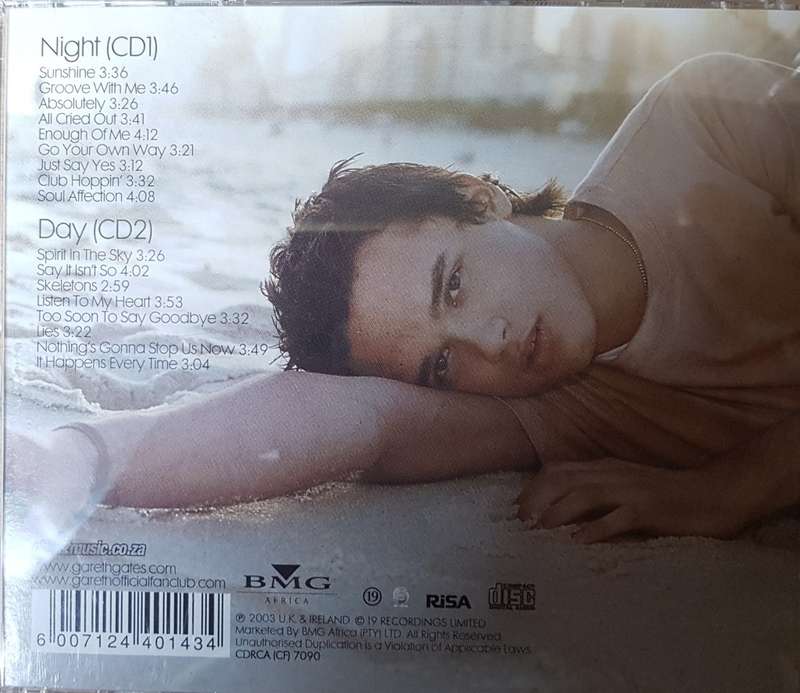 Night (CD1)
Sunshine 3:36
Groove With Me 3:46
Absolutely 3:26
All Cried Out 3:41
Enough Of Me 4:12
Go Your Own Way 3:21
Just Say Yes 3:12
Club Hoppin' 3:32
Soul Affection 4:08
Day (CD2)
Spirit In The Sky 3:26
Say It Isn't So 4.02
Skeletons 2:59
Listen To My Heart 3:53
Too Soon To Say Goodbye 3:32
Lies 3:22
Nothing's Gonna Stop Us Now 3:49
It Happens Every Time 3:04
www.garethgates.com
www.garethofficialfanclub.com
BMG
AFRICA
19
RiSA
COMPACT
disc
DIGITAL AUDIO
℗ 2003 U.K. & IRELAND © 19 RECORDINGS LIMITED
Marketed By BMG Africa (PTY) LTD. All Rights Reserved
Unauthorised Duplication is a Violation of Applicable Laws
CDRCA (CF) 7090
6 007124 401434